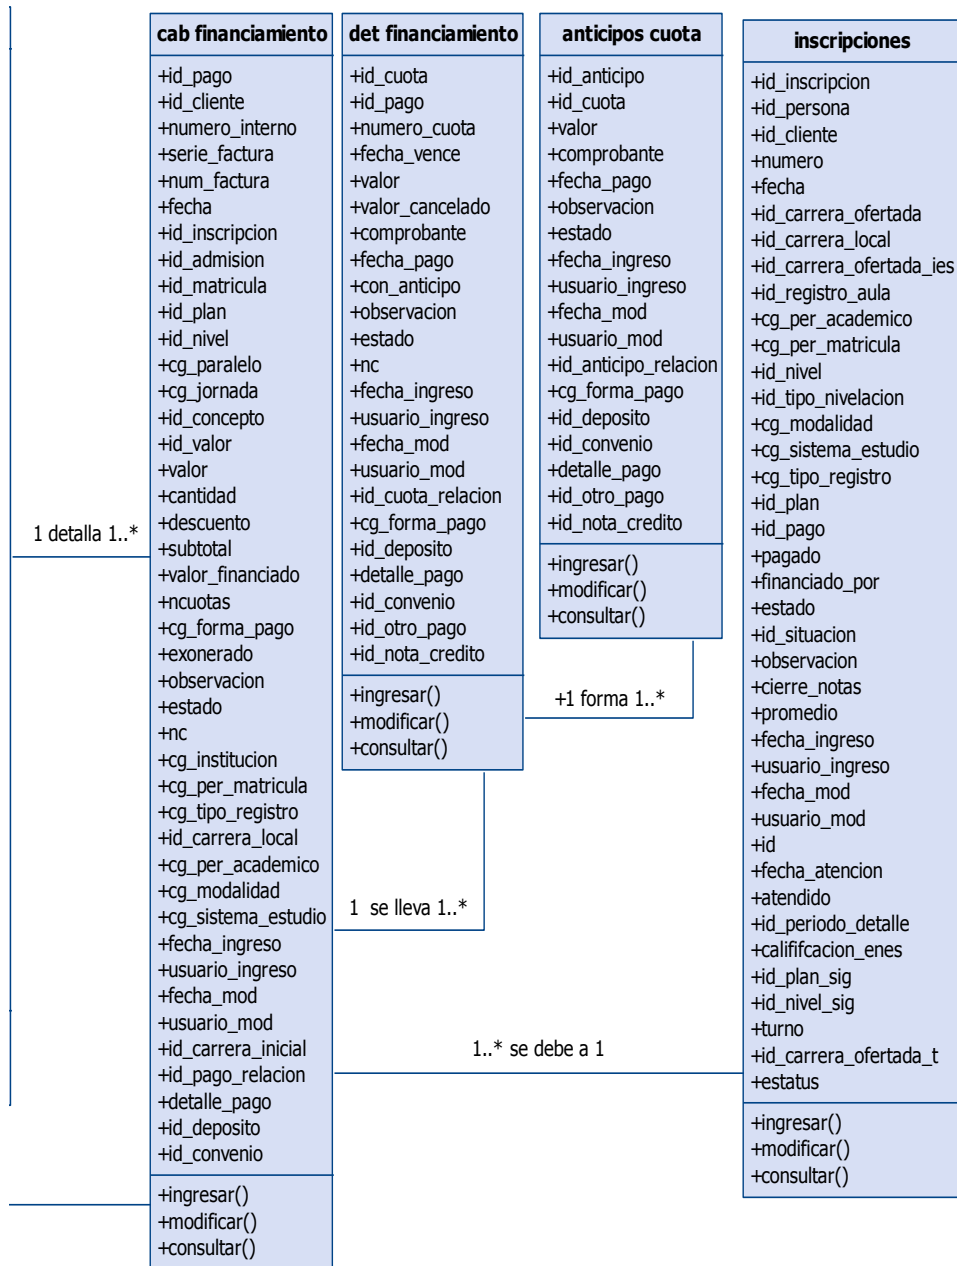 cab financiamiento
+id_pago
+id_cliente
+numero_interno
+serie_factura
+num_factura
+fecha
+id_inscripcion
+id_admision
+id_matricula
+id_plan
+id_nivel
+cg_paralelo
+cg_jornada
+id_concepto
+id_valor
+valor
+cantidad
+descuento
+subtotal
+valor_financiado
+ncuotas
+cg_forma_pago
+exonerado
+observacion
+estado
+nc
+cg_institucion
+cg_per_matricula
+cg_tipo_registro
+id_carrera_local
+cg_per_academico
+cg_modalidad
+cg_sistema_estudio
+fecha_ingreso
+usuario_ingreso
+fecha_mod
+usuario_mod
+id_carrera_inicial
+id_pago_relacion
+detalle_pago
+id_deposito
+id_convenio
+ingresar()
+modificar()
+consultar()
det financiamiento
+id_cuota
+id_pago
+numero_cuota
+fecha_vence
+valor
+valor_cancelado
+comprobante
+fecha_pago
+con_anticipo
+observacion
+estado
+nc
+fecha_ingreso
+usuario_ingreso
+fecha_mod
+usuario_mod
+id_cuota_relacion
+cg_forma_pago
+id_deposito
+detalle_pago
+id_convenio
+id_otro_pago
+id_nota_credito
+ingresar()
+modificar()
+consultar()
anticipos cuota
+id_anticipo
+id_cuota
+valor
+comprobante
+fecha_pago
+observacion
+estado
+fecha_ingreso
+usuario_ingreso
+fecha_mod
+usuario_mod
+id_anticipo_relacion
+cg_forma_pago
+id_deposito
+id_convenio
+detalle_pago
+id_otro_pago
+id_nota_credito
+ingresar()
+modificar()
+consultar()
inscripciones
+id_inscripcion
+id_persona
+id_cliente
+numero
+fecha
+id_carrera_ofertada
+id_carrera_local
+id_carrera_ofertada_ies
+id_registro_aula
+cg_per_academico
+cg_per_matricula
+id_nivel
+id_tipo_nivelacion
+cg_modalidad
+cg_sistema_estudio
+cg_tipo_registro
+id_plan
+id_pago
+pagado
+financiado_por
+estado
+id_situacion
+observacion
+cierre_notas
+promedio
+fecha_ingreso
+usuario_ingreso
+fecha_mod
+usuario_mod
+id
+fecha_atencion
+atendido
+id_periodo_detalle
+calififcacion_enes
+id_plan_sig
+id_nivel_sig
+turno
+id_carrera_ofertada_t
+estatus
+ingresar()
+modificar()
+consultar()
1 detalla 1..*
+1 forma 1..*
1 se lleva 1..*
1..* se debe a 1